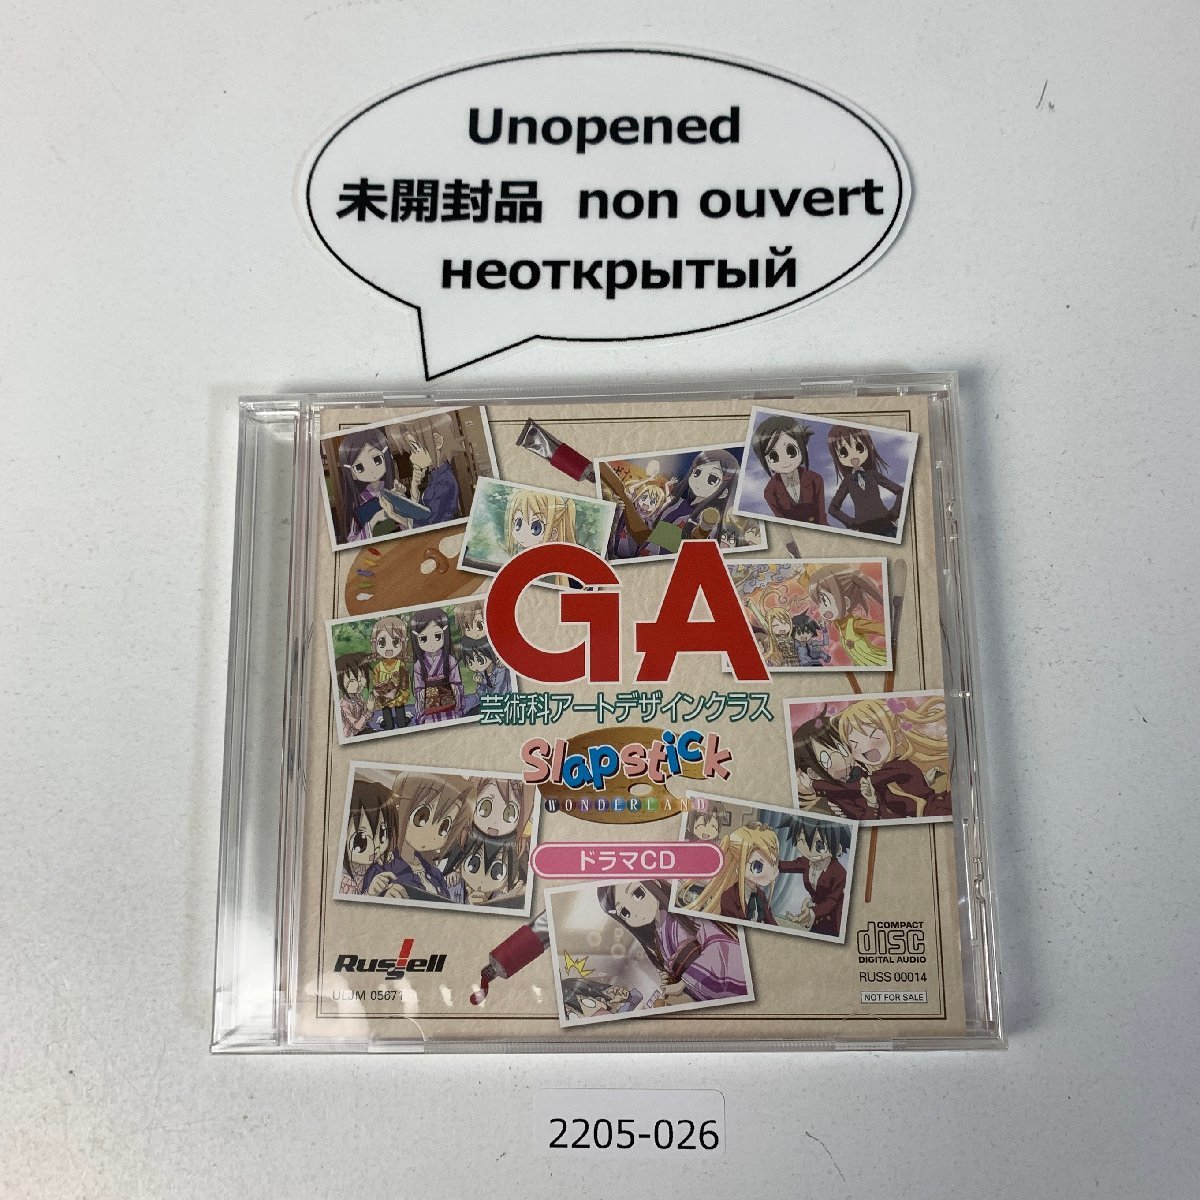 Unopened
未開封品 non ouvert
неоткрытый
GA
芸術科アートデザインクラス
Slapstick
WONDERLAND
ドラマCD
Russell
ULJM 05671
COMPACT
disc
DIGITAL AUDIO
RUSS 00014
NOT FOR SALE
2205-026